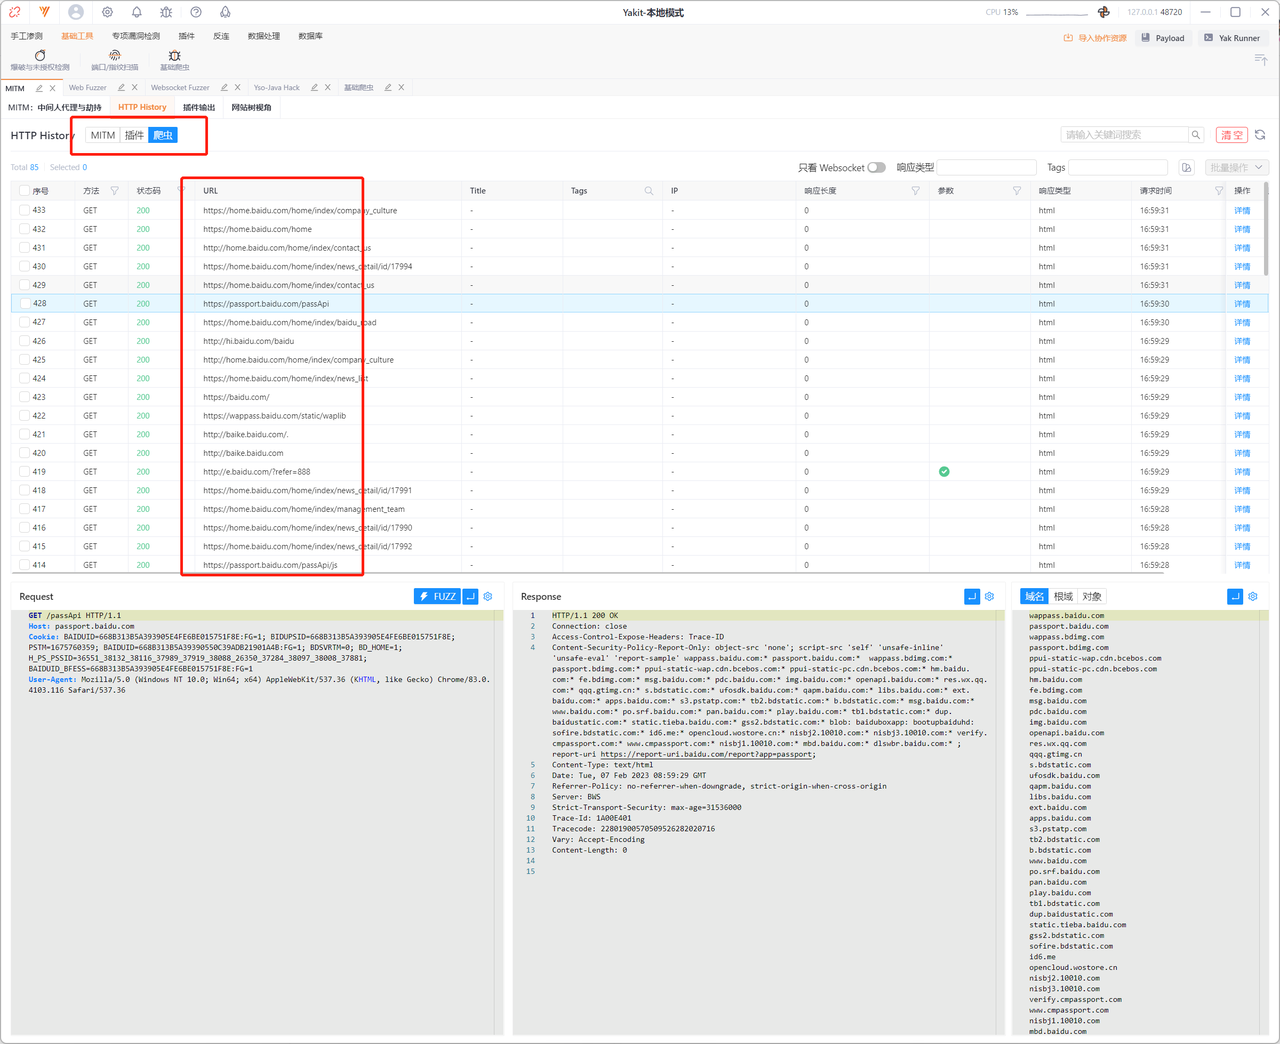 Yakit-本地模式
CPU 13%
127.0.0.1 48720
手工渗测 基础工具 专项漏洞检测 插件 反连 数据处理 数据库
导入协作资源 Payload Yak Runner
爆破与未授权检测 端口/指纹扫描 基础爬虫
MITM Web Fuzzer Websocket Fuzzer Yso-Java Hack 基础爬虫
MITM：中间人代理与劫持 HTTP History 插件输出 网站树视角
HTTP History MITM 插件 爬虫
请输入关键词搜索 清 空
Total 85 Selected 0
只看 Websocket 响应类型 Tags 批量操作
序号 方法 状态码 URL Title Tags IP 响应长度 参数 响应类型 请求时间 操作
433 GET 200 https://home.baidu.com/home/index/company_culture - - - 0 html 16:59:31 详情
432 GET 200 https://home.baidu.com/home - - - 0 html 16:59:31 详情
431 GET 200 http://home.baidu.com/home/index/contact_us - - - 0 html 16:59:31 详情
430 GET 200 https://home.baidu.com/home/index/news_detail/id/17994 - - - 0 html 16:59:31 详情
429 GET 200 https://home.baidu.com/home/index/contact_us - - - 0 html 16:59:31 详情
428 GET 200 https://passport.baidu.com/passApi - - - 0 html 16:59:30 详情
427 GET 200 https://home.baidu.com/home/index/baidu_road - - - 0 html 16:59:30 详情
426 GET 200 http://hi.baidu.com/baidu - - - 0 html 16:59:29 详情
425 GET 200 http://home.baidu.com/home/index/company_culture - - - 0 html 16:59:29 详情
424 GET 200 https://home.baidu.com/home/index/news_list - - - 0 html 16:59:29 详情
423 GET 200 https://baidu.com/ - - - 0 html 16:59:29 详情
422 GET 200 https://wappass.baidu.com/static/waplib - - - 0 html 16:59:29 详情
421 GET 200 http://baike.baidu.com/. - - - 0 html 16:59:29 详情
420 GET 200 http://baike.baidu.com - - - 0 html 16:59:29 详情
419 GET 200 http://e.baidu.com/?refer=888 - - - 0 html 16:59:29 详情
418 GET 200 https://home.baidu.com/home/index/news_detail/id/17991 - - - 0 html 16:59:29 详情
417 GET 200 https://home.baidu.com/home/index/management_team - - - 0 html 16:59:28 详情
416 GET 200 https://home.baidu.com/home/index/news_detail/id/17990 - - - 0 html 16:59:28 详情
415 GET 200 https://home.baidu.com/home/index/news_detail/id/17992 - - - 0 html 16:59:28 详情
414 GET 200 https://passport.baidu.com/passApi/js - - - 0 html 16:59:28 详情
Request FUZZ
GET /passApi HTTP/1.1
Host: passport.baidu.com
Cookie: BAIDUID=668B313B5A393905E4FE6BE015751F8E:FG=1; BIDUPSID=668B313B5A393905E4FE6BE015751F8E;
PSTM=1675760359; BAIDUID=668B313B5A39390550C39ADB21901A4B:FG=1; BDSVRTM=0; BD_HOME=1;
H_PS_PSSID=36551_38132_38116_37989_37919_38088_26350_37284_38097_38008_37881;
BAIDUID_BFESS=668B313B5A393905E4FE6BE015751F8E:FG=1
User-Agent: Mozilla/5.0 (Windows NT 10.0; Win64; x64) AppleWebKit/537.36 (KHTML, like Gecko) Chrome/83.0.
4103.116 Safari/537.36
Response
1 HTTP/1.1 200 OK
2 Connection: close
3 Access-Control-Expose-Headers: Trace-ID
4 Content-Security-Policy-Report-Only: object-src 'none'; script-src 'self' 'unsafe-inline'
'unsafe-eval' 'report-sample' wappass.baidu.com:* passport.baidu.com:*  wappass.bdimg.com:*
passport.bdimg.com:* ppui-static-wap.cdn.bcebos.com:* ppui-static-pc.cdn.bcebos.com:* hm.baidu.
com:* fe.bdimg.com:* msg.baidu.com:* pdc.baidu.com:* img.baidu.com:* openapi.baidu.com:* res.wx.qq.
com:* qqq.gtimg.cn:* s.bdstatic.com:* ufosdk.baidu.com:* qapm.baidu.com:* libs.baidu.com:* ext.
baidu.com:* apps.baidu.com:* s3.pstatp.com:* tb2.bdstatic.com:* b.bdstatic.com:* msg.baidu.com:*
www.baidu.com:* po.srf.baidu.com:* pan.baidu.com:* play.baidu.com:* tb1.bdstatic.com:* dup.
baidustatic.com:* static.tieba.baidu.com:* gss2.bdstatic.com:* blob: baiduboxapp: bootupbaiduhd:
sofire.bdstatic.com:* id6.me:* opencloud.wostore.cn:* nisbj2.10010.com:* nisbj3.10010.com:* verify.
cmpassport.com:* www.cmpassport.com:* nisbj1.10010.com:* mbd.baidu.com:* dlswbr.baidu.com:* ;
report-uri https://report-uri.baidu.com/report?app=passport;
5 Content-Type: text/html
6 Date: Tue, 07 Feb 2023 08:59:29 GMT
7 Referrer-Policy: no-referrer-when-downgrade, strict-origin-when-cross-origin
8 Server: BWS
9 Strict-Transport-Security: max-age=31536000
10 Trace-Id: 1A00E401
11 Tracecode: 22801900570509526282020716
12 Vary: Accept-Encoding
13 Content-Length: 0
14
15
域名 根域 对象
wappass.baidu.com
passport.baidu.com
wappass.bdimg.com
passport.bdimg.com
ppui-static-wap.cdn.bcebos.com
ppui-static-pc.cdn.bcebos.com
hm.baidu.com
fe.bdimg.com
msg.baidu.com
pdc.baidu.com
img.baidu.com
openapi.baidu.com
res.wx.qq.com
qqq.gtimg.cn
s.bdstatic.com
ufosdk.baidu.com
qapm.baidu.com
libs.baidu.com
ext.baidu.com
apps.baidu.com
s3.pstatp.com
tb2.bdstatic.com
b.bdstatic.com
www.baidu.com
po.srf.baidu.com
pan.baidu.com
play.baidu.com
tb1.bdstatic.com
dup.baidustatic.com
static.tieba.baidu.com
gss2.bdstatic.com
sofire.bdstatic.com
id6.me
opencloud.wostore.cn
nisbj2.10010.com
nisbj3.10010.com
verify.cmpassport.com
www.cmpassport.com
nisbj1.10010.com
mbd.baidu.com